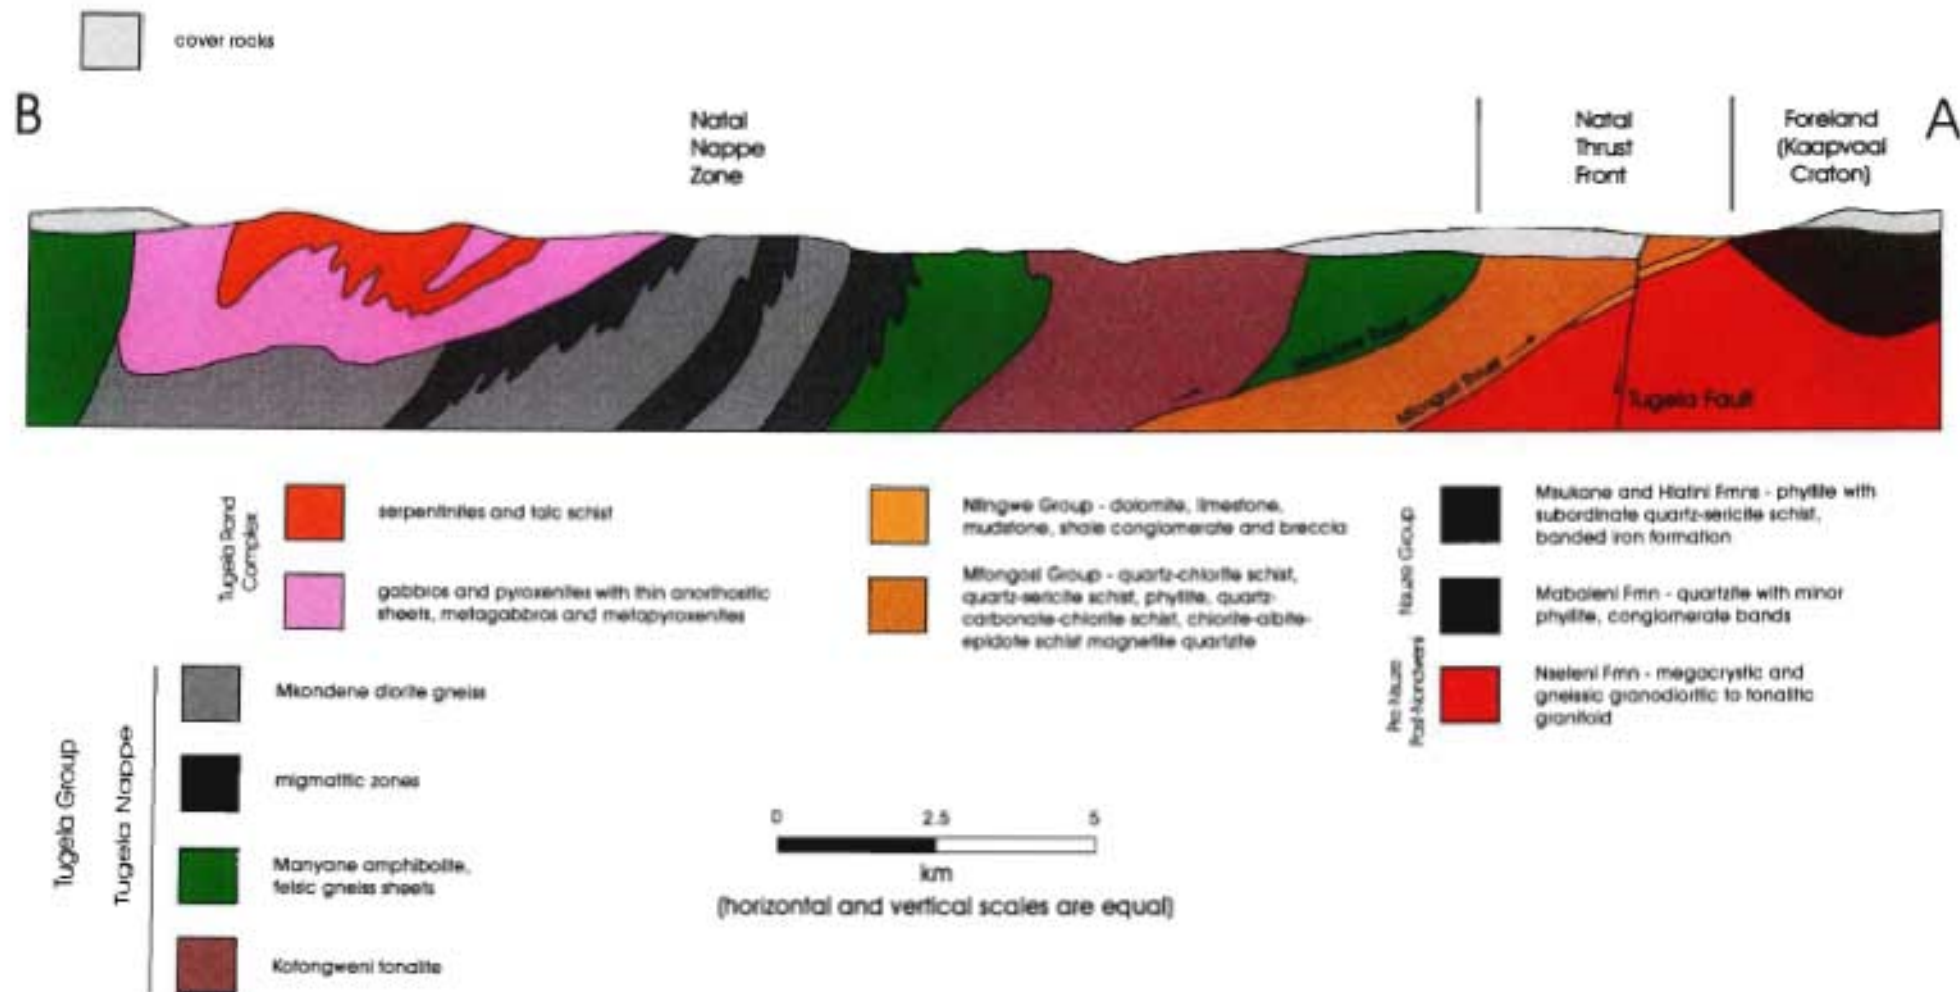 cover rocks
B
Natal
Nappe
Zone
Natal
Thrust
Front
Foreland
(Kaapvaal
Craton)
A
Thrust
Mfongosi Thrust
Tugela Fault
Tugela Rand
Complex
serpentinites and talc schist
gabbros and pyroxenites with thin anorthositic
sheets, metagabbros and metapyroxenites
Ntingwe Group - dolomite, limestone,
mudstone, shale conglomerate and breccia
Mfongosi Group - quartz-chlorite schist,
quartz-sericite schist, phyllite, quartz-
carbonate-chlorite schist, chlorite-albite-
epidote schist magnetite quartzite
Nsuze Group
Msukane and Hlatini Fmns - phyllite with
subordinate quartz-sericite schist,
banded iron formation
Mabaleni Fmn - quartzite with minor
phyllite, conglomerate bands
Pre-Nsuze
Post-Nondweni
Nseleni Fmn - megacrystic and
gneissic granodioritic to tonalitic
granitoid
Tugela Group
Tugela Nappe
Mkondene diorite gneiss
migmatitic zones
Manyane amphibolite,
felsic gneiss sheets
Kotongweni tonalite
0 2.5 5
km
(horizontal and vertical scales are equal)